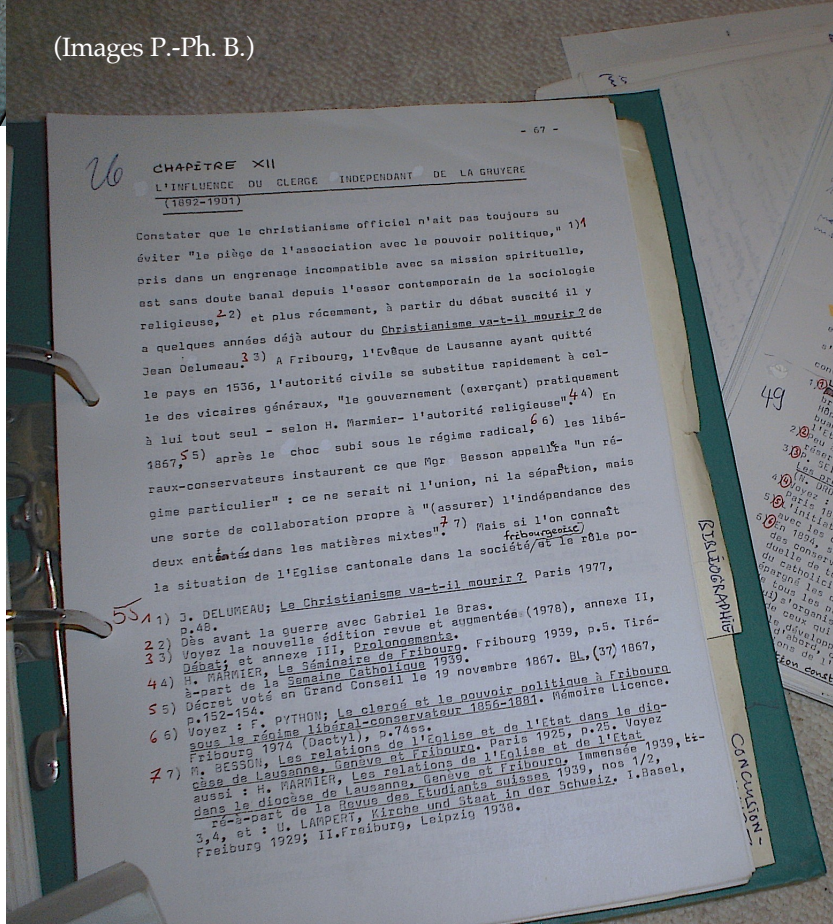 (Images P.-Ph. B.)
- 67 -
26
CHAPÎTRE XII
L'INFLUENCE DU CLERGE INDEPENDANT DE LA GRUYERE
(1892-1901)
Constater que le christianisme officiel n'ait pas toujours su
éviter "le piège de l'association avec le pouvoir politique," 1)1
pris dans un engrenage incompatible avec sa mission spirituelle,
est sans doute banal depuis l'essor contemporain de la sociologie
religieuse,2 2) et plus récemment, à partir du débat suscité il y
a quelques années déjà autour du Christianisme va-t-il mourir? de
Jean Delumeau.3 3) A Fribourg, l'Evêque de Lausanne ayant quitté
le pays en 1536, l'autorité civile se substitue rapidement à cel-
le des vicaires généraux, "le gouvernement (exerçant) pratiquement
à lui tout seul - selon H. Marmier- l'autorité religieuse".4 4) En
1867,5 5) après le choc subi sous le régime radical,6 6) les libé-
raux-conservateurs instaurent ce que Mgr Besson appellera "un ré-
gime particulier" : ce ne serait ni l'union, ni la séparation, mais
une sorte de collaboration propre à "(assurer) l'indépendance des
deux entités dans les matières mixtes".7 7) Mais si l'on connaît
fribourgeoise
la situation de l'Eglise cantonale dans la société/et le rôle po-
55 1 1) J. DELUMEAU; Le Christianisme va-t-il mourir? Paris 1977,
p.48.
2 2) Dès avant la guerre avec Gabriel le Bras.
3 3) Voyez la nouvelle édition revue et augmentée (1978), annexe II,
Débat; et annexe III, Prolongements.
4 4) H. MARMIER, Le Séminaire de Fribourg. Fribourg 1939, p.5. Tiré-
à-part de la Semaine Catholique 1939.
5 5) Décret voté en Grand Conseil le 19 novembre 1867. BL,(37) 1867,
p.152-154.
6 6) Voyez : F. PYTHON; Le clergé et le pouvoir politique à Fribourg
sous le régime libéral-conservateur 1856-1881. Mémoire Licence.
Fribourg 1974 (Dactyl), p.74ss.
7 7) M. BESSON, Les relations de l'Eglise et de l'Etat dans le dio-
cèse de Lausanne, Genève et Fribourg. Paris 1925, p.25. Voyez
aussi : H. MARMIER, Les relations de l'Eglise et de l'Etat
dans le diocèse de Lausanne, Genève et Fribourg. Immensée 1939, ti-
ré-à-part de la Revue des Etudiants suisses 1939, nos 1/2,
3,4, et : U. LAMPERT, Kirche und Staat in der Schweiz. I.Basel,
Freiburg 1929; II.Freiburg, Leipzig 1938.
BIBLIOGRAPHIE
CONCLUSION
49